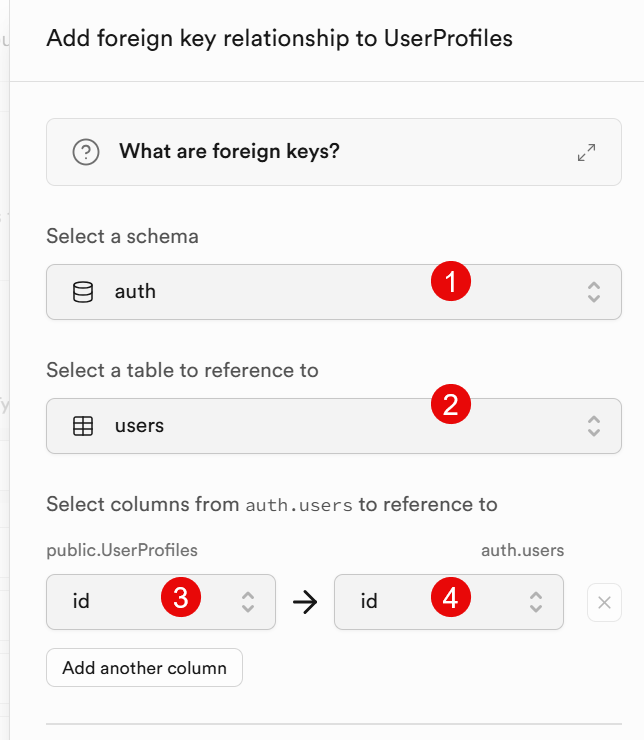 Add foreign key relationship to UserProfiles
What are foreign keys?
Select a schema
auth 1
Select a table to reference to
users 2
Select columns from auth.users to reference to
public.UserProfiles auth.users
id 3 → id 4
Add another column